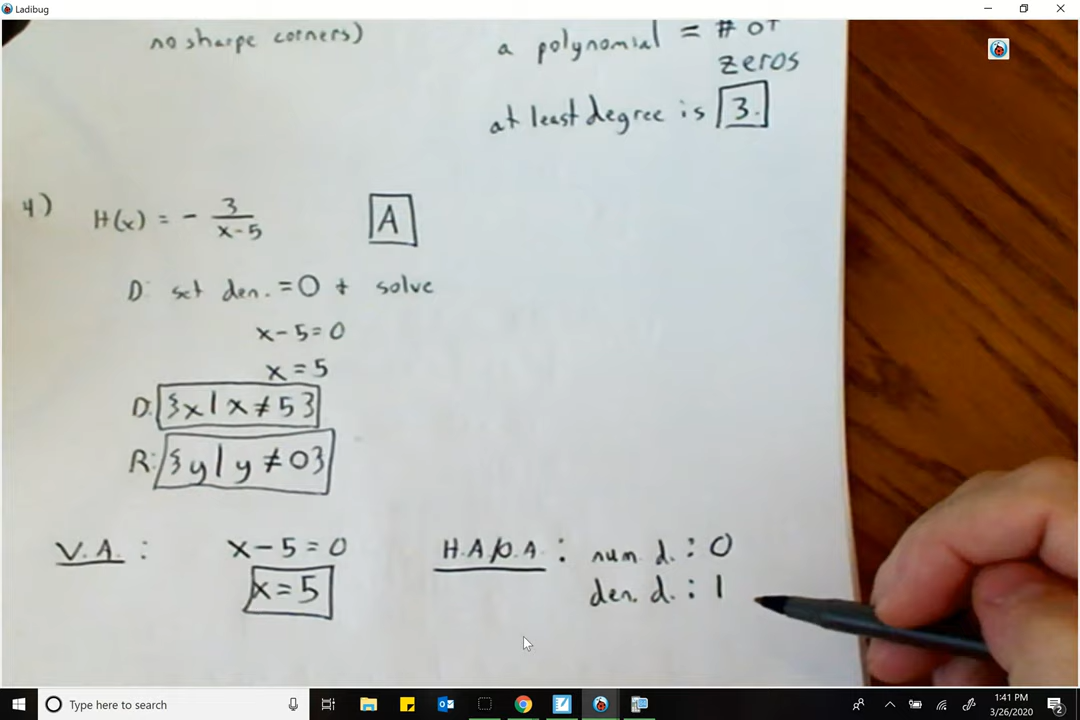 Ladibug
no sharpe corners)
a polynomial = # of
zeros
at least degree is 3.
4) H(x) = - 3/(x-5) A
D: set den. = 0 + solve
x-5=0
x=5
D: {x | x≠5}
R: {y | y≠0}
V.A. : x-5=0
x=5
H.A/O.A. : num. d. : 0
den. d. : 1
Type here to search
1:41 PM
3/26/2020
2